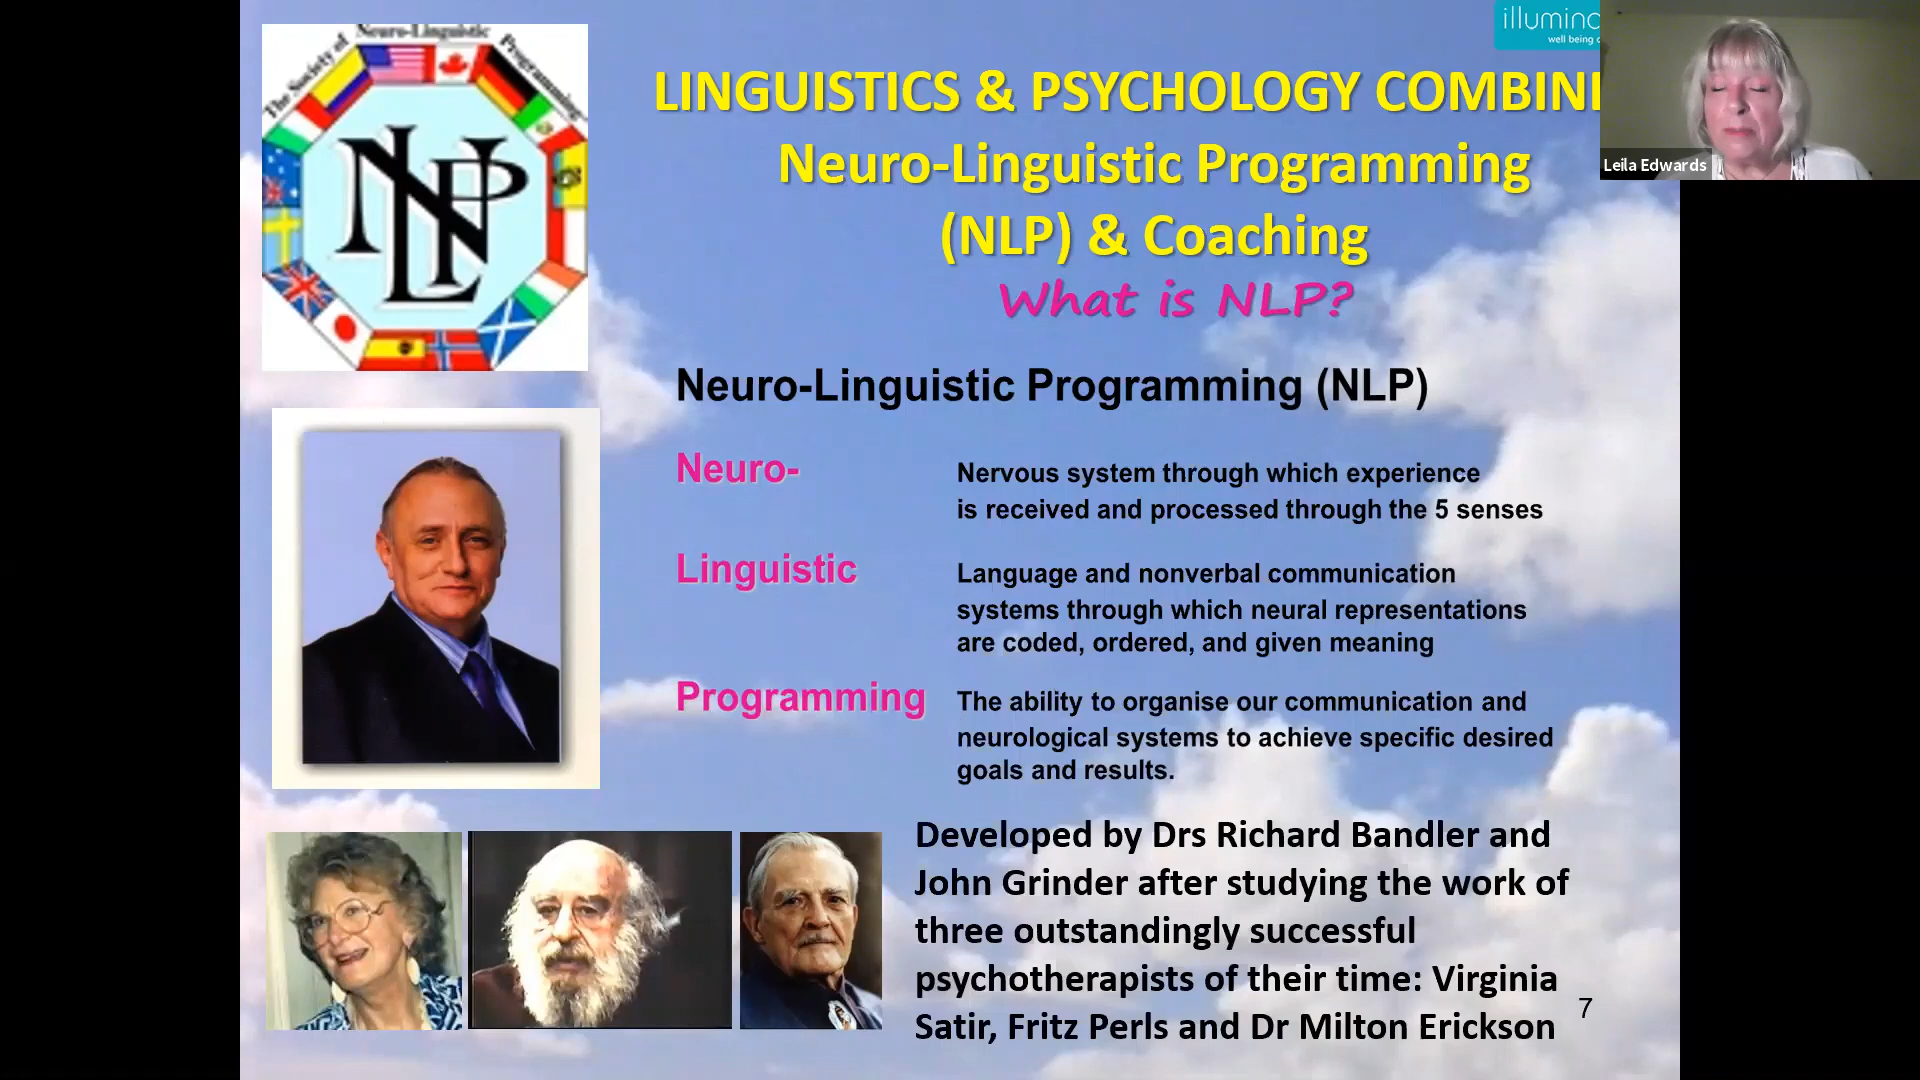 The Society of Neuro-Linguistic Programming
NLP
well being
LINGUISTICS & PSYCHOLOGY
Neuro-Linguistic Programming
(NLP) & Coaching
What is NLP?
Leila Edwards
Neuro-Linguistic Programming (NLP)
Neuro-
Nervous system through which experience
is received and processed through the 5 senses
Linguistic
Language and nonverbal communication
systems through which neural representations
are coded, ordered, and given meaning
Programming
The ability to organise our communication and
neurological systems to achieve specific desired
goals and results.
Developed by Drs Richard Bandler and
John Grinder after studying the work of
three outstandingly successful
psychotherapists of their time: Virginia
Satir, Fritz Perls and Dr Milton Erickson
7